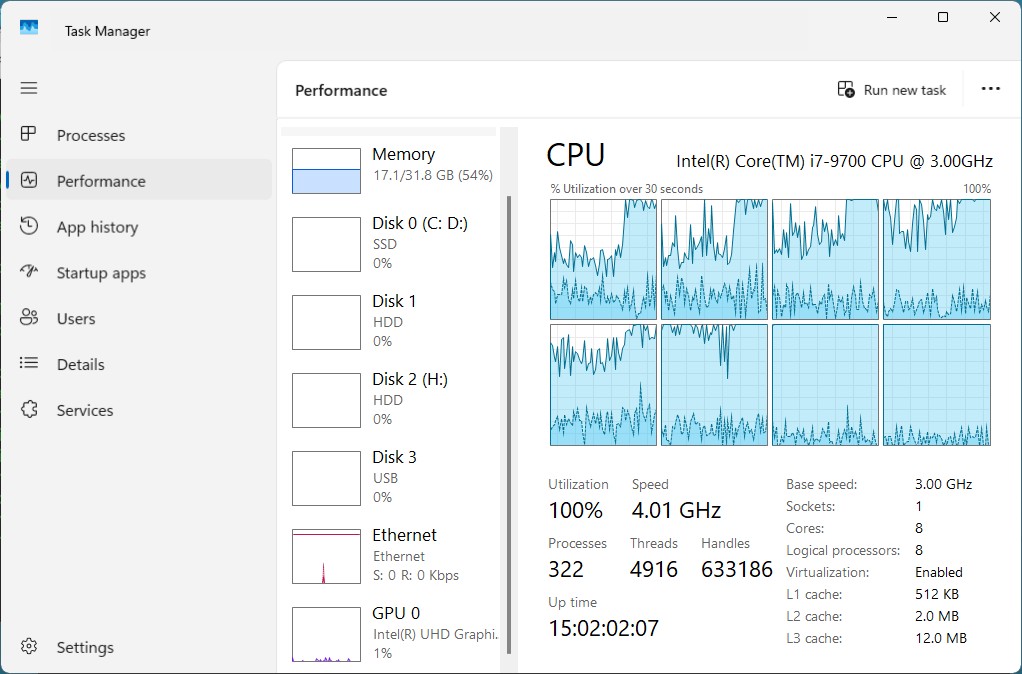 Task Manager
Performance
Run new task
Processes
Performance
App history
Startup apps
Users
Details
Services
Settings
Memory
17.1/31.8 GB (54%)
Disk 0 (C: D:)
SSD
0%
Disk 1
HDD
0%
Disk 2 (H:)
HDD
0%
Disk 3
USB
0%
Ethernet
Ethernet
S: 0 R: 0 Kbps
GPU 0
Intel(R) UHD Graphi.
1%
CPU
Intel(R) Core(TM) i7-9700 CPU @ 3.00GHz
% Utilization over 30 seconds 100%
Utilization Speed
100% 4.01 GHz
Processes Threads Handles
322 4916 633186
Up time
15:02:02:07
Base speed: 3.00 GHz
Sockets: 1
Cores: 8
Logical processors: 8
Virtualization: Enabled
L1 cache: 512 KB
L2 cache: 2.0 MB
L3 cache: 12.0 MB